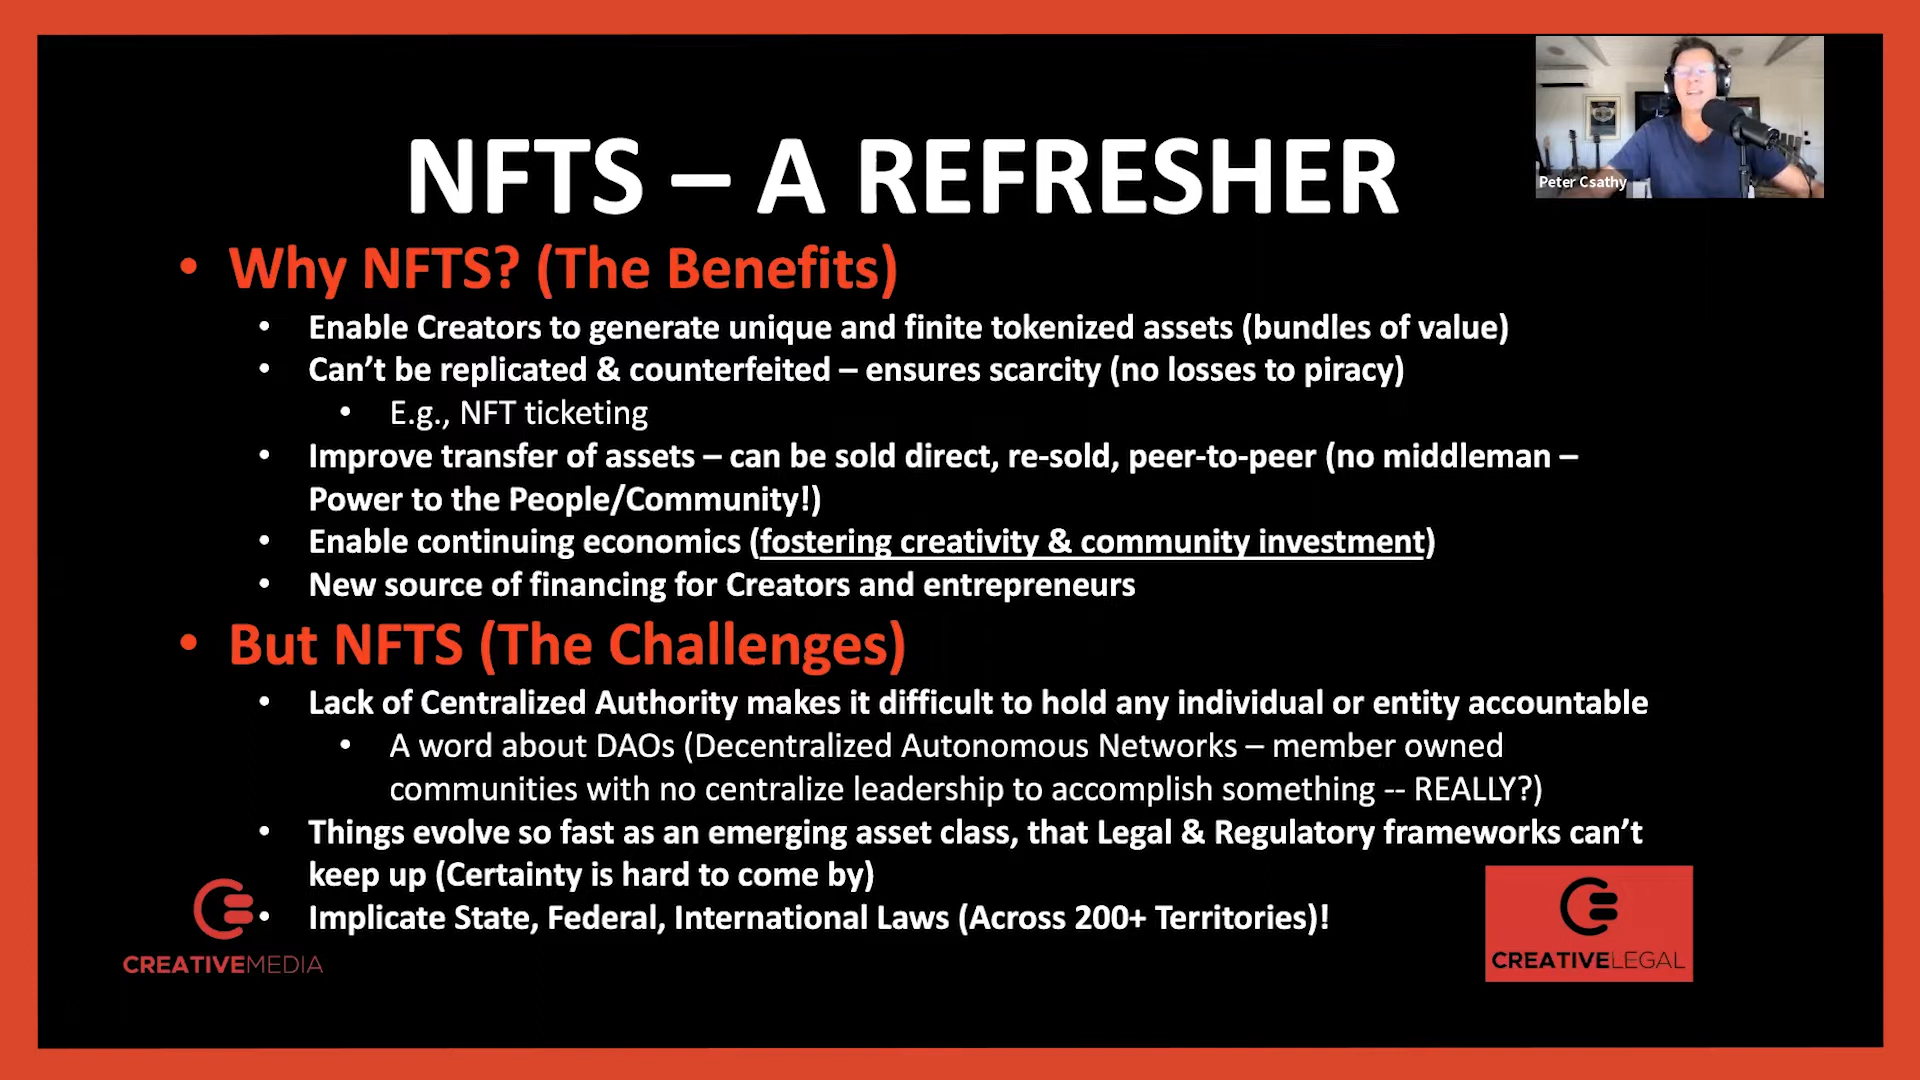 NFTS – A REFRESHER
Peter Csathy
• Why NFTS? (The Benefits)
• Enable Creators to generate unique and finite tokenized assets (bundles of value)
• Can’t be replicated & counterfeited – ensures scarcity (no losses to piracy)
• E.g., NFT ticketing
• Improve transfer of assets – can be sold direct, re-sold, peer-to-peer (no middleman –
Power to the People/Community!)
• Enable continuing economics (fostering creativity & community investment)
• New source of financing for Creators and entrepreneurs
• But NFTS (The Challenges)
• Lack of Centralized Authority makes it difficult to hold any individual or entity accountable
• A word about DAOs (Decentralized Autonomous Networks – member owned
communities with no centralize leadership to accomplish something -- REALLY?)
• Things evolve so fast as an emerging asset class, that Legal & Regulatory frameworks can’t
keep up (Certainty is hard to come by)
• Implicate State, Federal, International Laws (Across 200+ Territories)!
CREATIVEMEDIA
CREATIVELEGAL